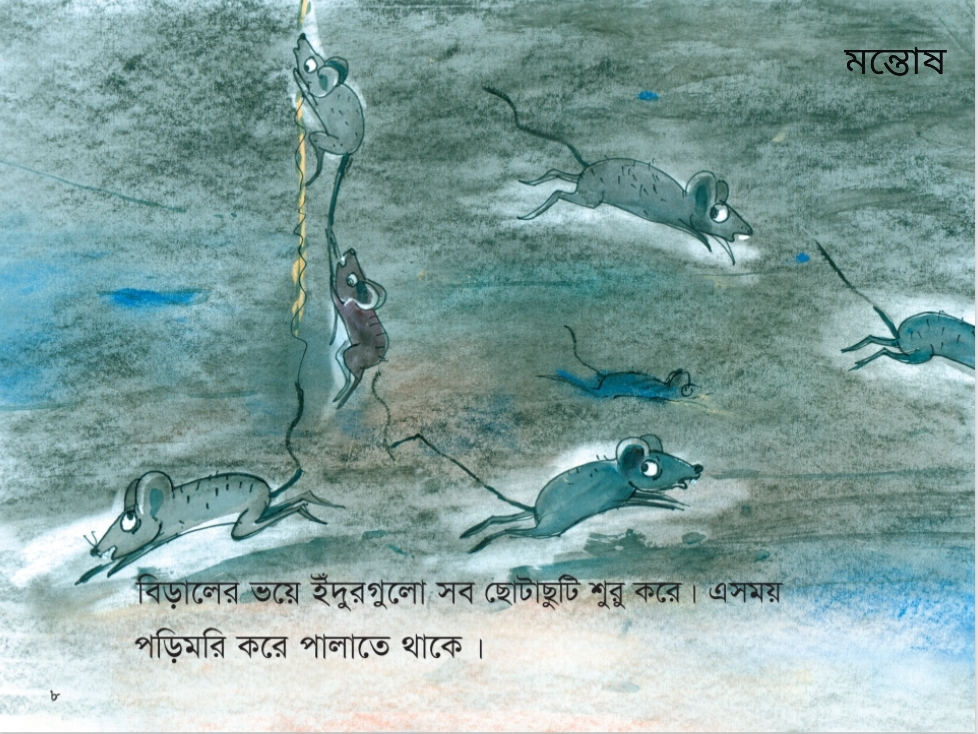 মন্তোষ
বিড়ালের ভয়ে ইঁদুরগুলো সব ছোটাছুটি শুরু করে। এসময়
পড়িমরি করে পালাতে থাকে।
৮